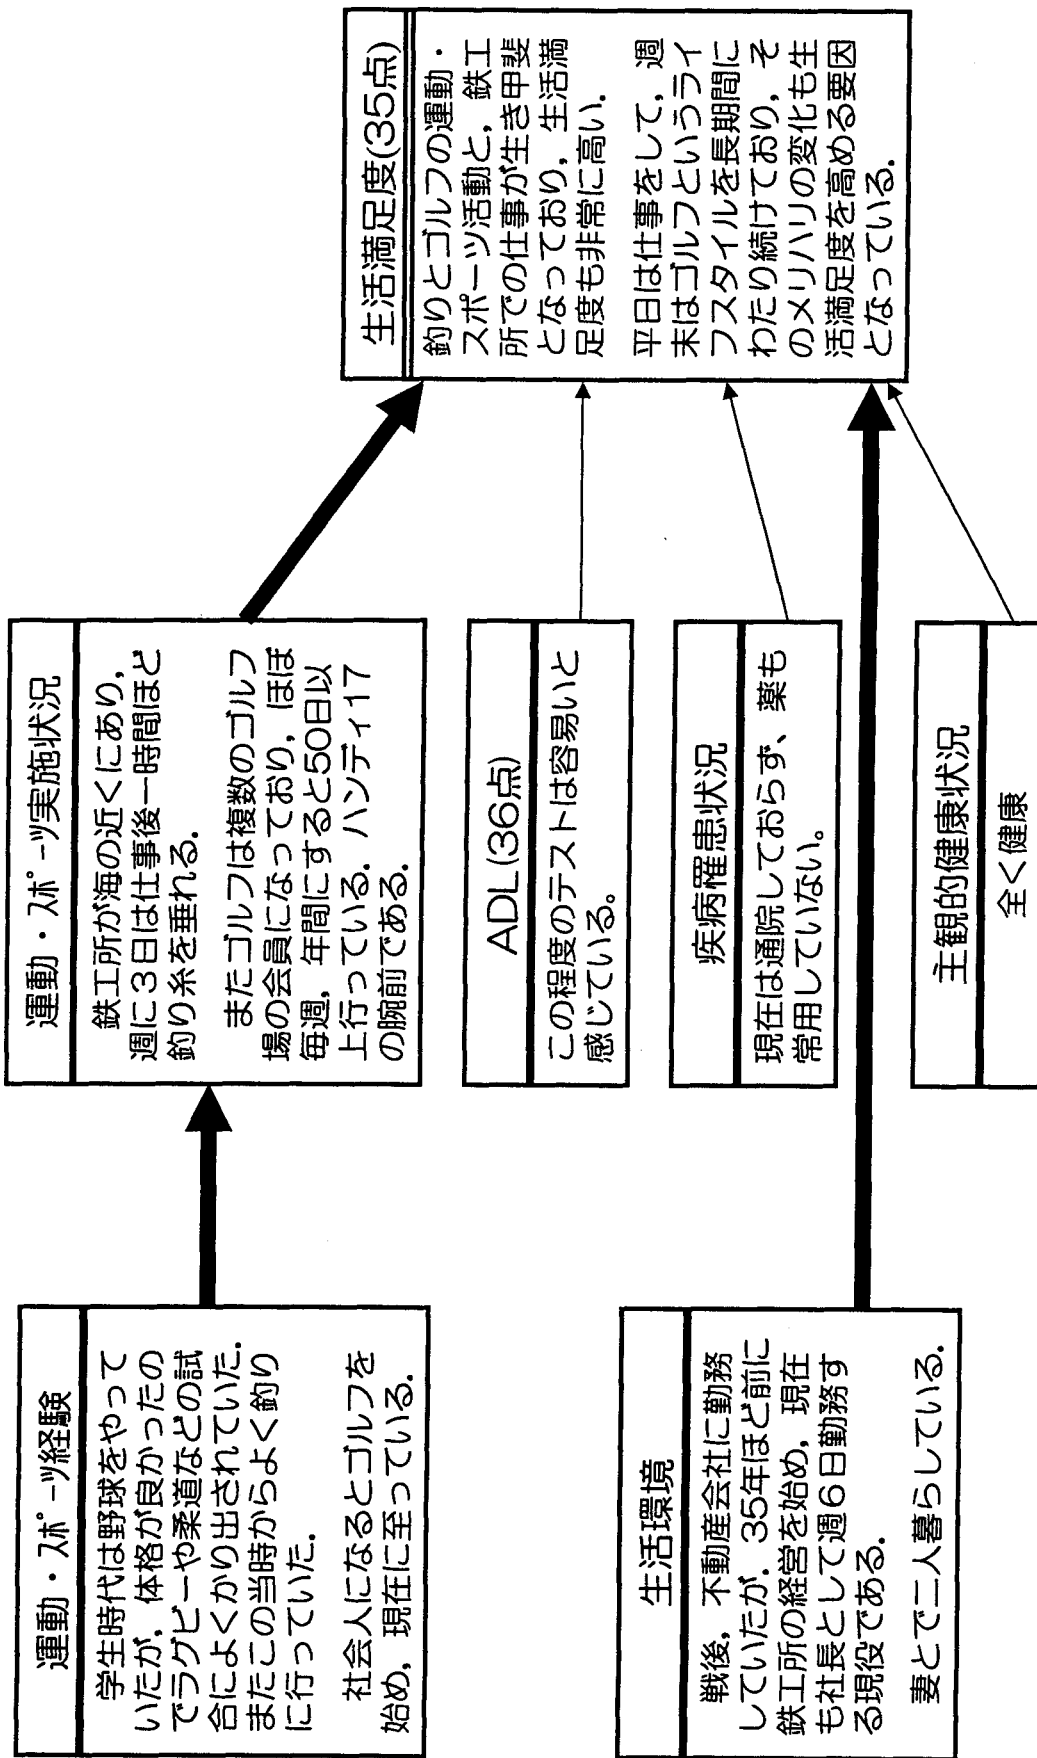 運動・スポーツ経験
学生時代は野球をやって
いたが，体格が良かったの
でラグビーや柔道などの試
合によくかり出されていた．
またこの当時からよく釣り
に行っていた．
社会人になるとゴルフを
始め，現在に至っている．
生活環境
戦後，不動産会社に勤務
していたが．35年ほど前に
鉄工所の経営を始め，現在
も社長として週6日勤務す
る現役である．
妻とで二人暮らしている．
運動・スポーツ実施状況
鉄工所が海の近くにあり，
週に3日は仕事後一時間ほど
釣り糸を垂れる．
またゴルフは複数のゴルフ
場の会員になっており，ほぼ
毎週，年間にすると50日以
上行っている．ハンディ17
の腕前である．
ADL(36点)
この程度のテストは容易いと
感じている。
疾病罹患状況
現在は通院しておらず、薬も
常用していない。
主観的健康状況
全く健康
生活満足度(35点)
釣りとゴルフの運動・
スポーツ活動と，鉄工
所での仕事が生き甲斐
となっており，生活満
足度も非常に高い．
平日は仕事をして，週
末はゴルフというライ
フスタイルを長期間に
わたり続けており，そ
のメリハリの変化も生
活満足度を高める要因
となっている．